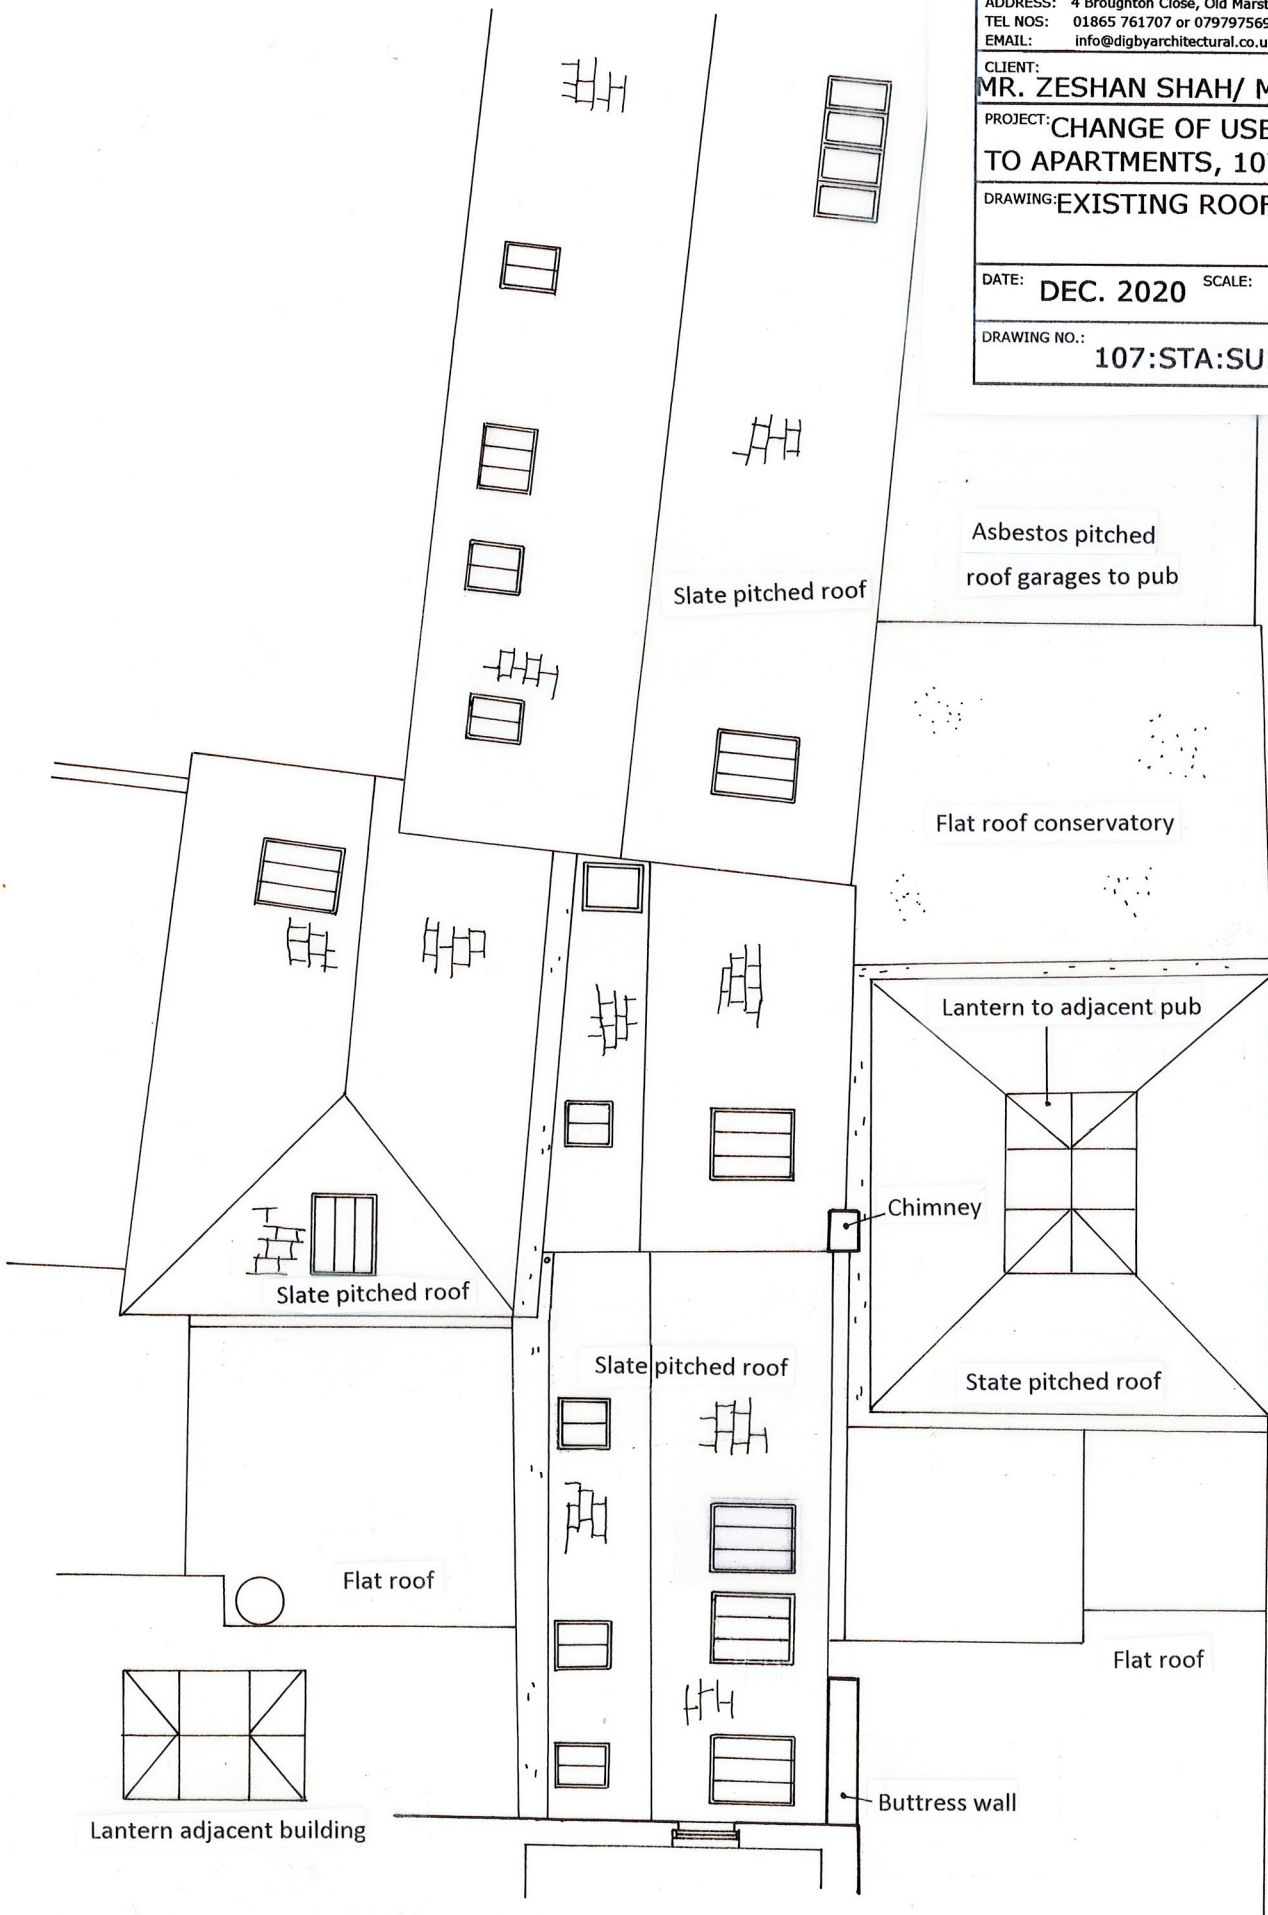 ADDRESS: 4 Broughton Close, Old
TEL NOS: 01865 761707 or
EMAIL: info@digbyarchitectural.co.u
CLIENT:
MR. ZESHAN SHAH/
PROJECT: CHANGE OF USE
TO APARTMENTS,
DRAWING: EXISTING ROOF
DATE: DEC. 2020 SCALE:
DRAWING NO.:
107:STA:SU
Asbestos pitched
roof garages to pub
Slate pitched roof
Flat roof conservatory
Lantern to adjacent pub
Chimney
Slate pitched roof
Slate pitched roof
State pitched roof
Flat roof
Flat roof
Buttress wall
Lantern adjacent building